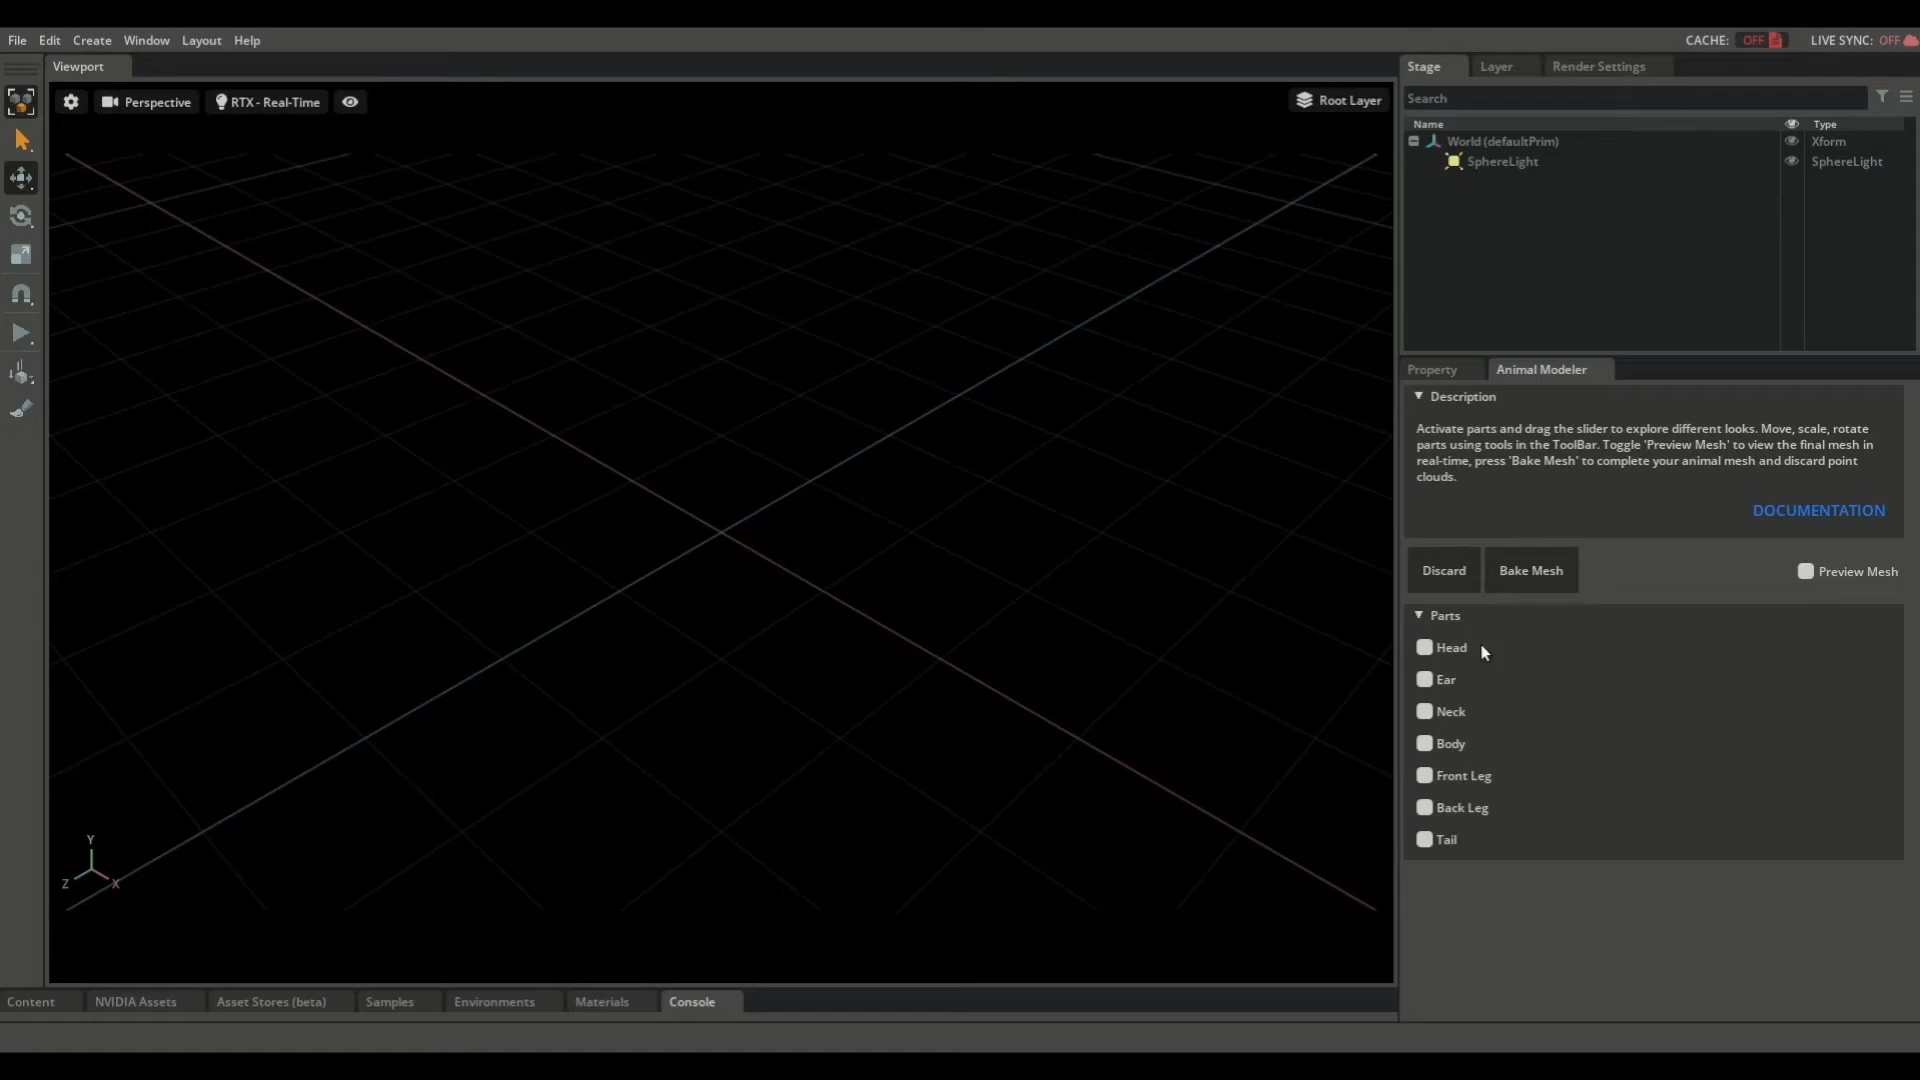 File Edit Create Window Layout Help
CACHE: OFF LIVE SYNC: OFF
Viewport
Stage Layer Render Settings
Perspective RTX - Real-Time
Root Layer
Search
Name Type
World (defaultPrim) Xform
SphereLight SphereLight
Property Animal Modeler
Description
Activate parts and drag the slider to explore different looks. Move, scale, rotate
parts using tools in the ToolBar. Toggle 'Preview Mesh' to view the final mesh in
real-time, press 'Bake Mesh' to complete your animal mesh and discard point
clouds.
DOCUMENTATION
Discard Bake Mesh Preview Mesh
Parts
Head
Ear
Neck
Body
Front Leg
Back Leg
Tail
Y
Z X
Content NVIDIA Assets Asset Stores (beta) Samples Environments Materials Console